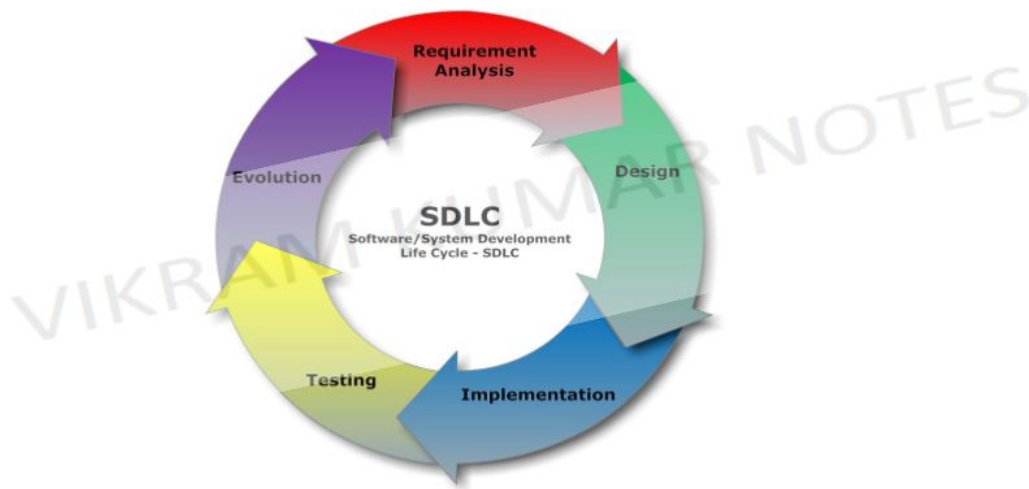 Requirement
Analysis
Design
Evolution
SDLC
Software/System Development
Life Cycle - SDLC
Testing
Implementation
VIKRAM KUMAR NOTES